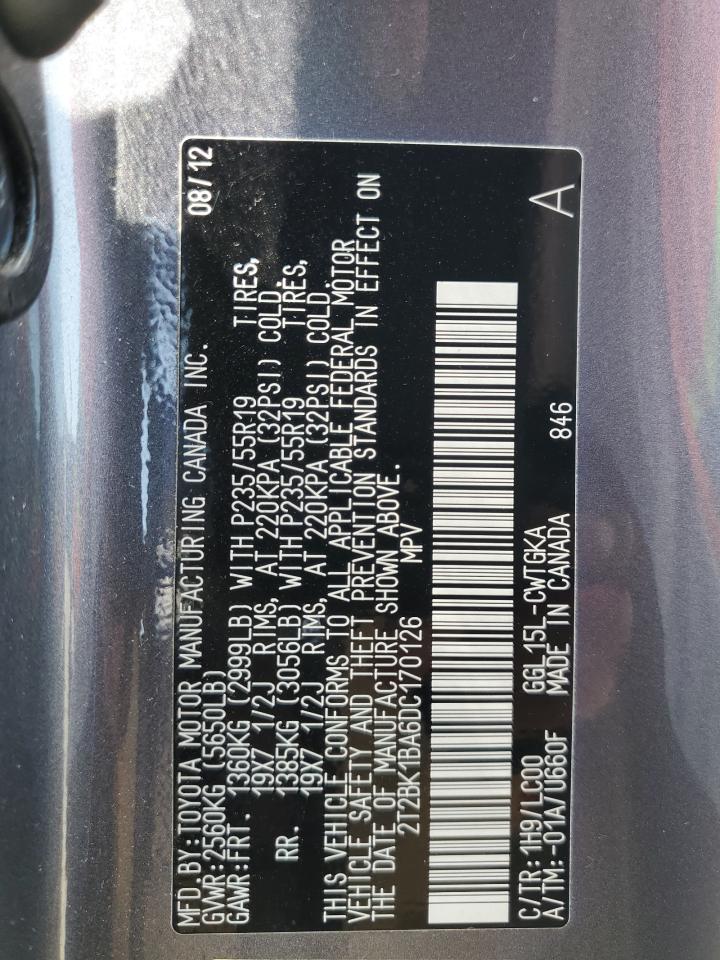 MFD. BY:TOYOTA MOTOR MANUFACTURING CANADA INC. 08/12
GVWR:2560KG (5650LB)
GAWR:FRT. 1360KG (2999LB) WITH P235/55R19 TIRES,
19X7 1/2J RIMS, AT 220KPA (32PSI) COLD.
RR. 1385KG (3056LB) WITH P235/55R19 TIRES,
19X7 1/2J RIMS, AT 220KPA (32PSI) COLD.
THIS VEHICLE CONFORMS TO ALL APPLICABLE FEDERAL MOTOR
VEHICLE SAFETY AND THEFT PREVENTION STANDARDS IN EFFECT ON
THE DATE OF MANUFACTURE SHOWN ABOVE.
2T2BK1BA6DC170126 MPV
C/TR:1H9/LC00 GGL15L-CWTGKA 846 A
A/TM:-01A/U660F MADE IN CANADA